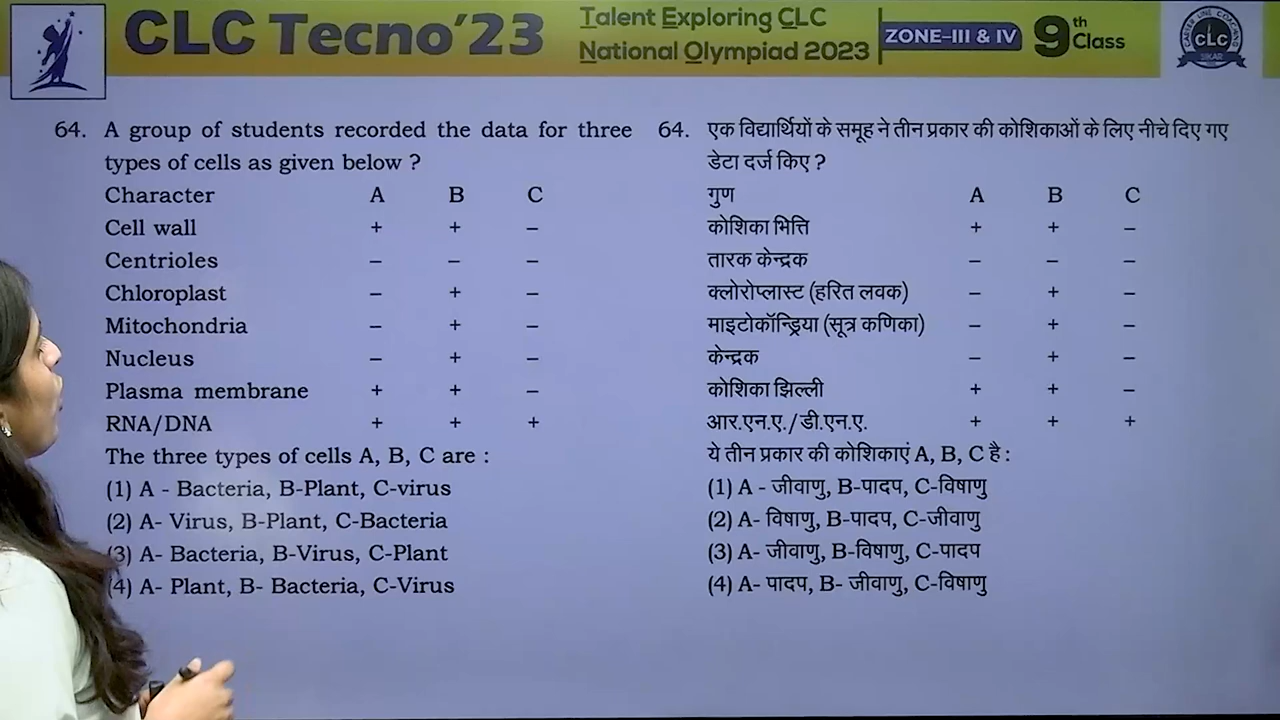 CLC Tecno'23
Talent Exploring CLC
National Olympiad 2023
ZONE–III & IV
9th Class
CLC
SIKAR
64. A group of students recorded the data for three
types of cells as given below ?
Character A B C
Cell wall + + –
Centrioles – – –
Chloroplast – + –
Mitochondria – + –
Nucleus – + –
Plasma membrane + + –
RNA/DNA + + +
The three types of cells A, B, C are :
(1) A - Bacteria, B-Plant, C-virus
(2) A- Virus, B-Plant, C-Bacteria
(3) A- Bacteria, B-Virus, C-Plant
(4) A- Plant, B- Bacteria, C-Virus
64. एक विद्यार्थियों के समूह ने तीन प्रकार की कोशिकाओं के लिए नीचे दिए गए
डेटा दर्ज किए ?
गुण A B C
कोशिका भित्ति + + –
तारक केन्द्रक – – –
क्लोरोप्लास्ट (हरित लवक) – + –
माइटोकॉन्ड्रिया (सूत्र कणिका) – + –
केन्द्रक – + –
कोशिका झिल्ली + + –
आर.एन.ए./डी.एन.ए. + + +
ये तीन प्रकार की कोशिकाएं A, B, C है :
(1) A - जीवाणु, B-पादप, C-विषाणु
(2) A- विषाणु, B-पादप, C-जीवाणु
(3) A- जीवाणु, B-विषाणु, C-पादप
(4) A- पादप, B- जीवाणु, C-विषाणु